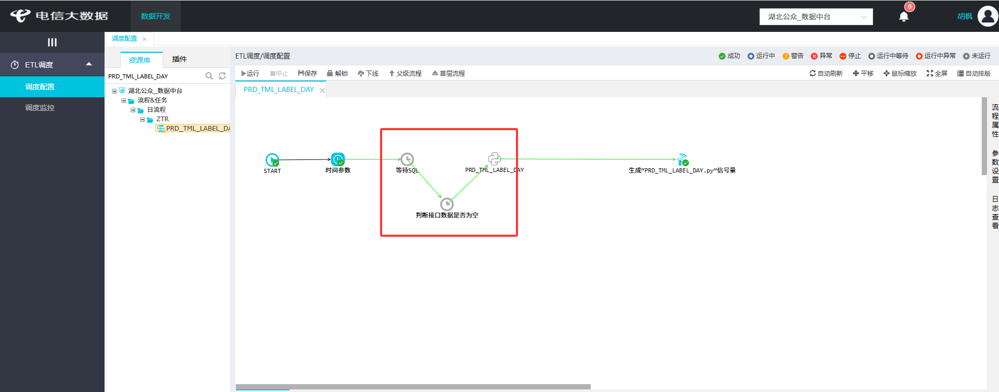 电信大数据
数据开发
湖北公众_数据中台
0
胡枫
调度配置 ×
ETL调度
调度配置
调度监控
资源库 插件
PRD_TML_LABEL_DAY
湖北公众_数据中台
流程&任务
日流程
ZTR
PRD_TML_LABEL_DA
ETL调度/调度配置
成功 运行中 警告 异常 停止 运行中等待 运行中异常 未运行
运行 停止 保存 解锁 下线 父级流程 首层流程
自动刷新 平移 鼠标缩放 全屏 自动排版
PRD_TML_LABEL_DAY ×
START
时间参数
等待SQL
PRD_TML_LABEL_DAY
生成“PRD_TML_LABEL_DAY.py”信号量
判断接口数据是否为空
流程属性
参数设置
日志查看